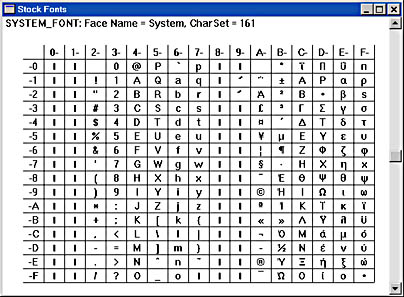 Stock Fonts
SYSTEM_FONT: Face Name = System, CharSet = 161
0- 1- 2- 3- 4- 5- 6- 7- 8- 9- A- B- C- D- E- F-
-0 I I 0 @ P ` p I I ° ΐ Π ΰ π
-1 I I ! 1 A Q a q I I ΅ ± Α Ρ α ρ
-2 I I " 2 B R b r I I Ά ² Β • β ς
-3 I I # 3 C S c s I I £ ³ Γ Σ γ σ
-4 I I $ 4 D T d t I I ¤ ΄ Δ Τ δ τ
-5 I I % 5 E U e u I I ¥ µ Ε Υ ε υ
-6 I I & 6 F V f v I I ¦ ¶ Ζ Φ ζ φ
-7 I I ' 7 G W g w I I § · Η Χ η χ
-8 I I ( 8 H X h x I I ¨ Έ Θ Ψ θ ψ
-9 I I ) 9 I Y i y I I © Ή Ι Ω ι ω
-A I I * : J Z j z I I Ί Κ Ϊ κ ϊ
-B I I + ; K [ k { I I « » Λ Ϋ λ ϋ
-C I I , < L \ l | I I ¬ Ό Μ ά μ ό
-D I I - = M ] m } I I - ½ Ν έ ν ύ
-E I I . > N ^ n ~ I I ® Ύ Ξ ή ξ ώ
-F I I / ? O _ o I I I ― Ώ Ο ί ο •